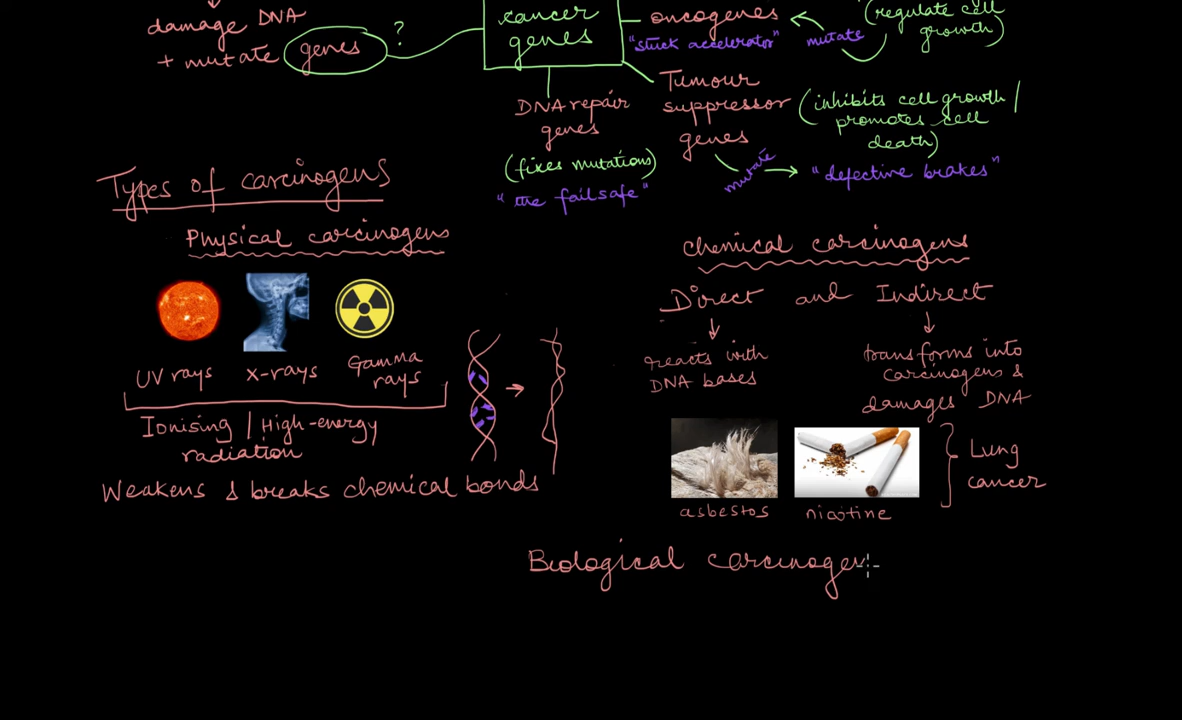 damage DNA
+ mutate genes
?
cancer
genes
oncogenes
"stuck accelerator"
mutate
(regulate cell
growth)
Tumour
suppressor
genes
(inhibits cell growth/
promotes cell
death)
mutate
"defective brakes"
DNA repair
genes
(fixes mutations)
"the failsafe"
Types of carcinogens
Physical carcinogens
UV rays
x-rays
Gamma
rays
Ionising / High-energy
radiation
Weakens & breaks chemical bonds
chemical carcinogens
Direct and Indirect
reacts with
DNA bases
transforms into
carcinogens &
damages DNA
asbestos
nicotine
Lung
cancer
Biological carcinogen